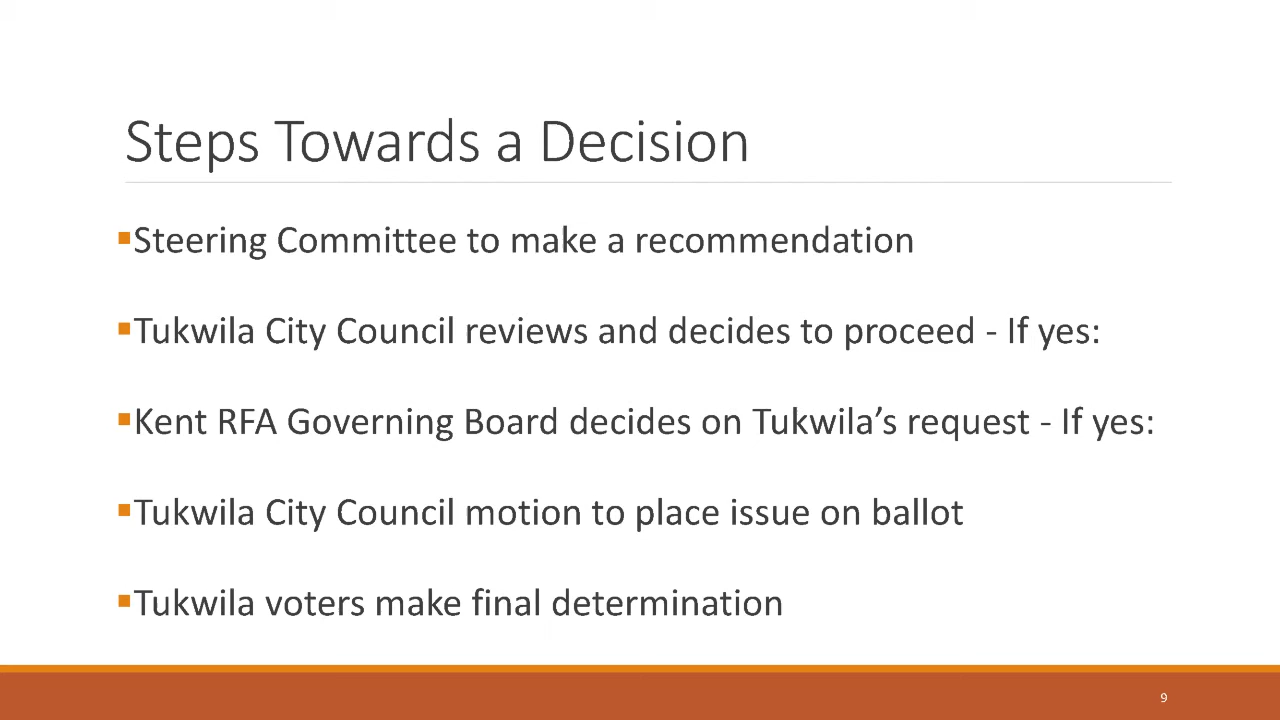 Steps Towards a Decision
▪Steering Committee to make a recommendation
▪Tukwila City Council reviews and decides to proceed - If yes:
▪Kent RFA Governing Board decides on Tukwila’s request - If yes:
▪Tukwila City Council motion to place issue on ballot
▪Tukwila voters make final determination
9